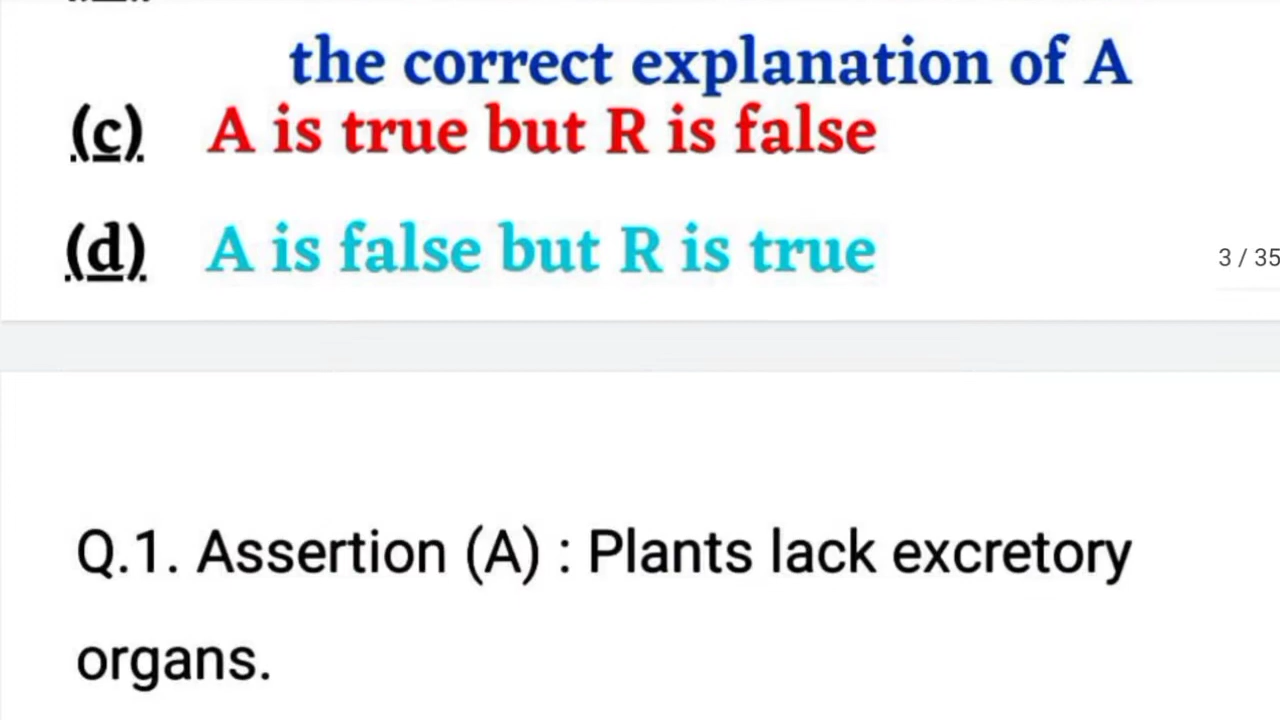 the correct explanation of A
(c) A is true but R is false
(d) A is false but R is true
3 / 35
Q.1. Assertion (A) : Plants lack excretory
organs.